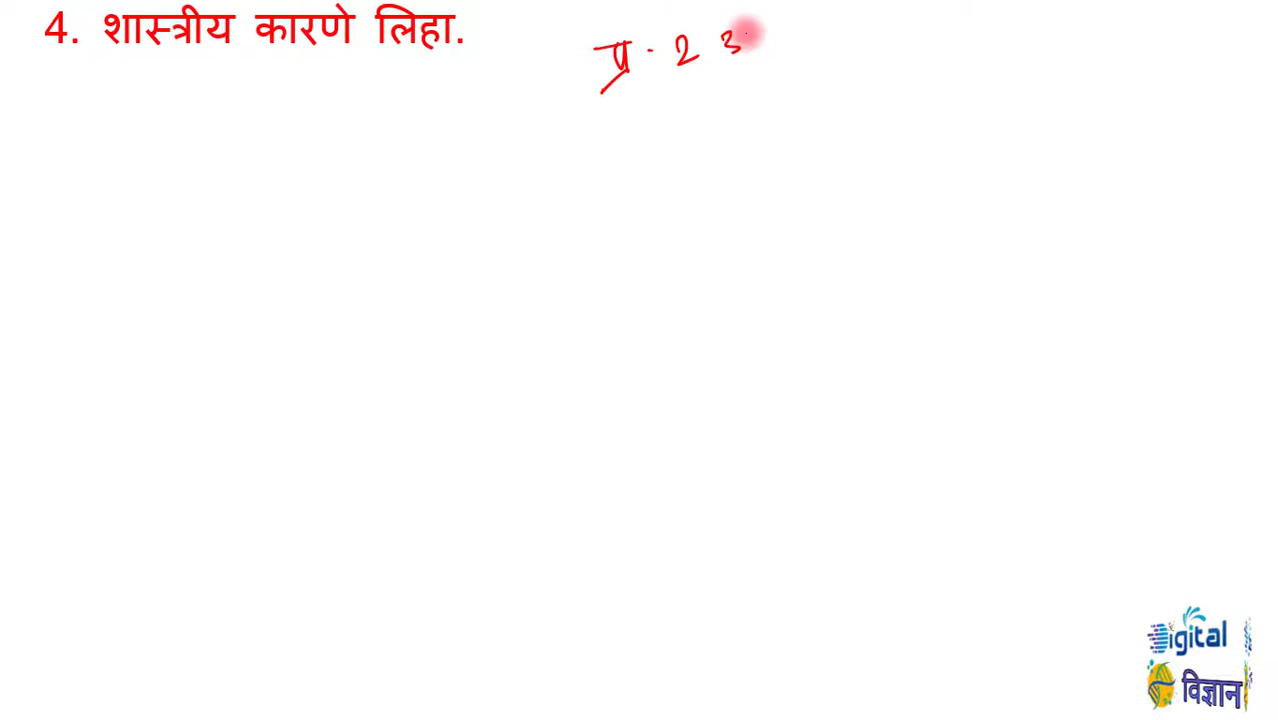 4. शास्त्रीय कारणे लिहा.
प्र. 2
Digital
विज्ञान